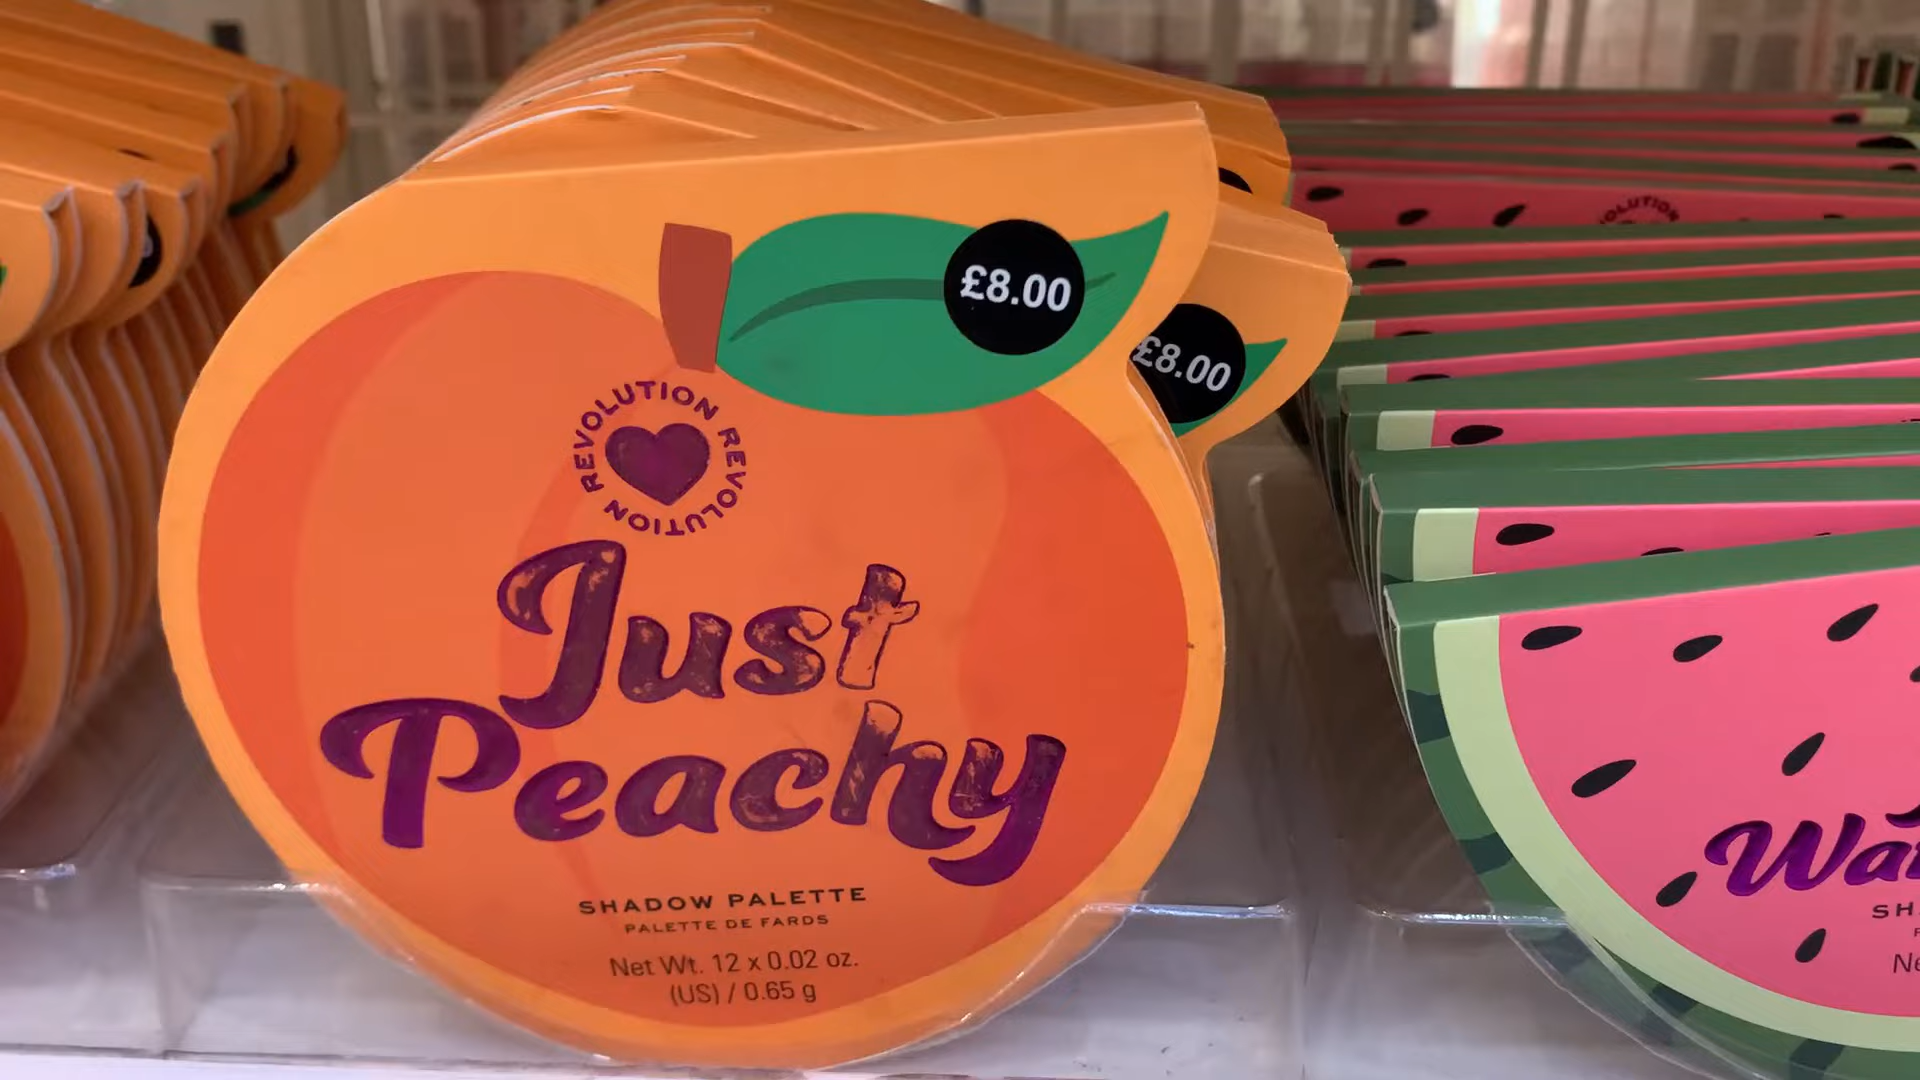 £8.00
£8.00
REVOLUTION REVOLUTION
Just
Peachy
SHADOW PALETTE
PALETTE DE FARDS
Net Wt. 12 x 0.02 oz.
(US) / 0.65 g